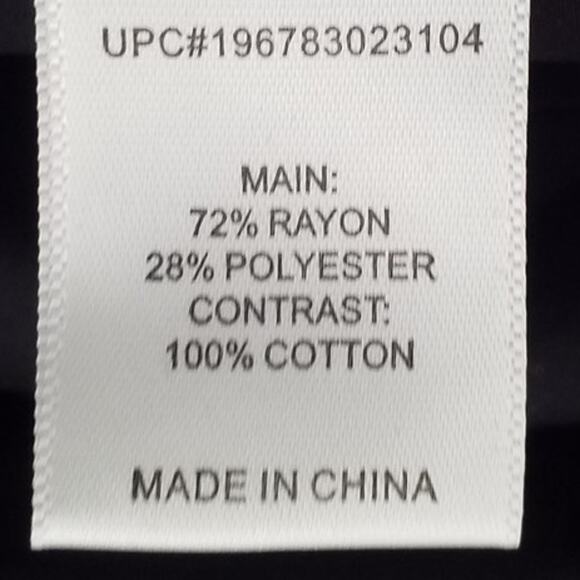 UPC#196783023104
MAIN:
72% RAYON
28% POLYESTER
CONTRAST:
100% COTTON
MADE IN CHINA